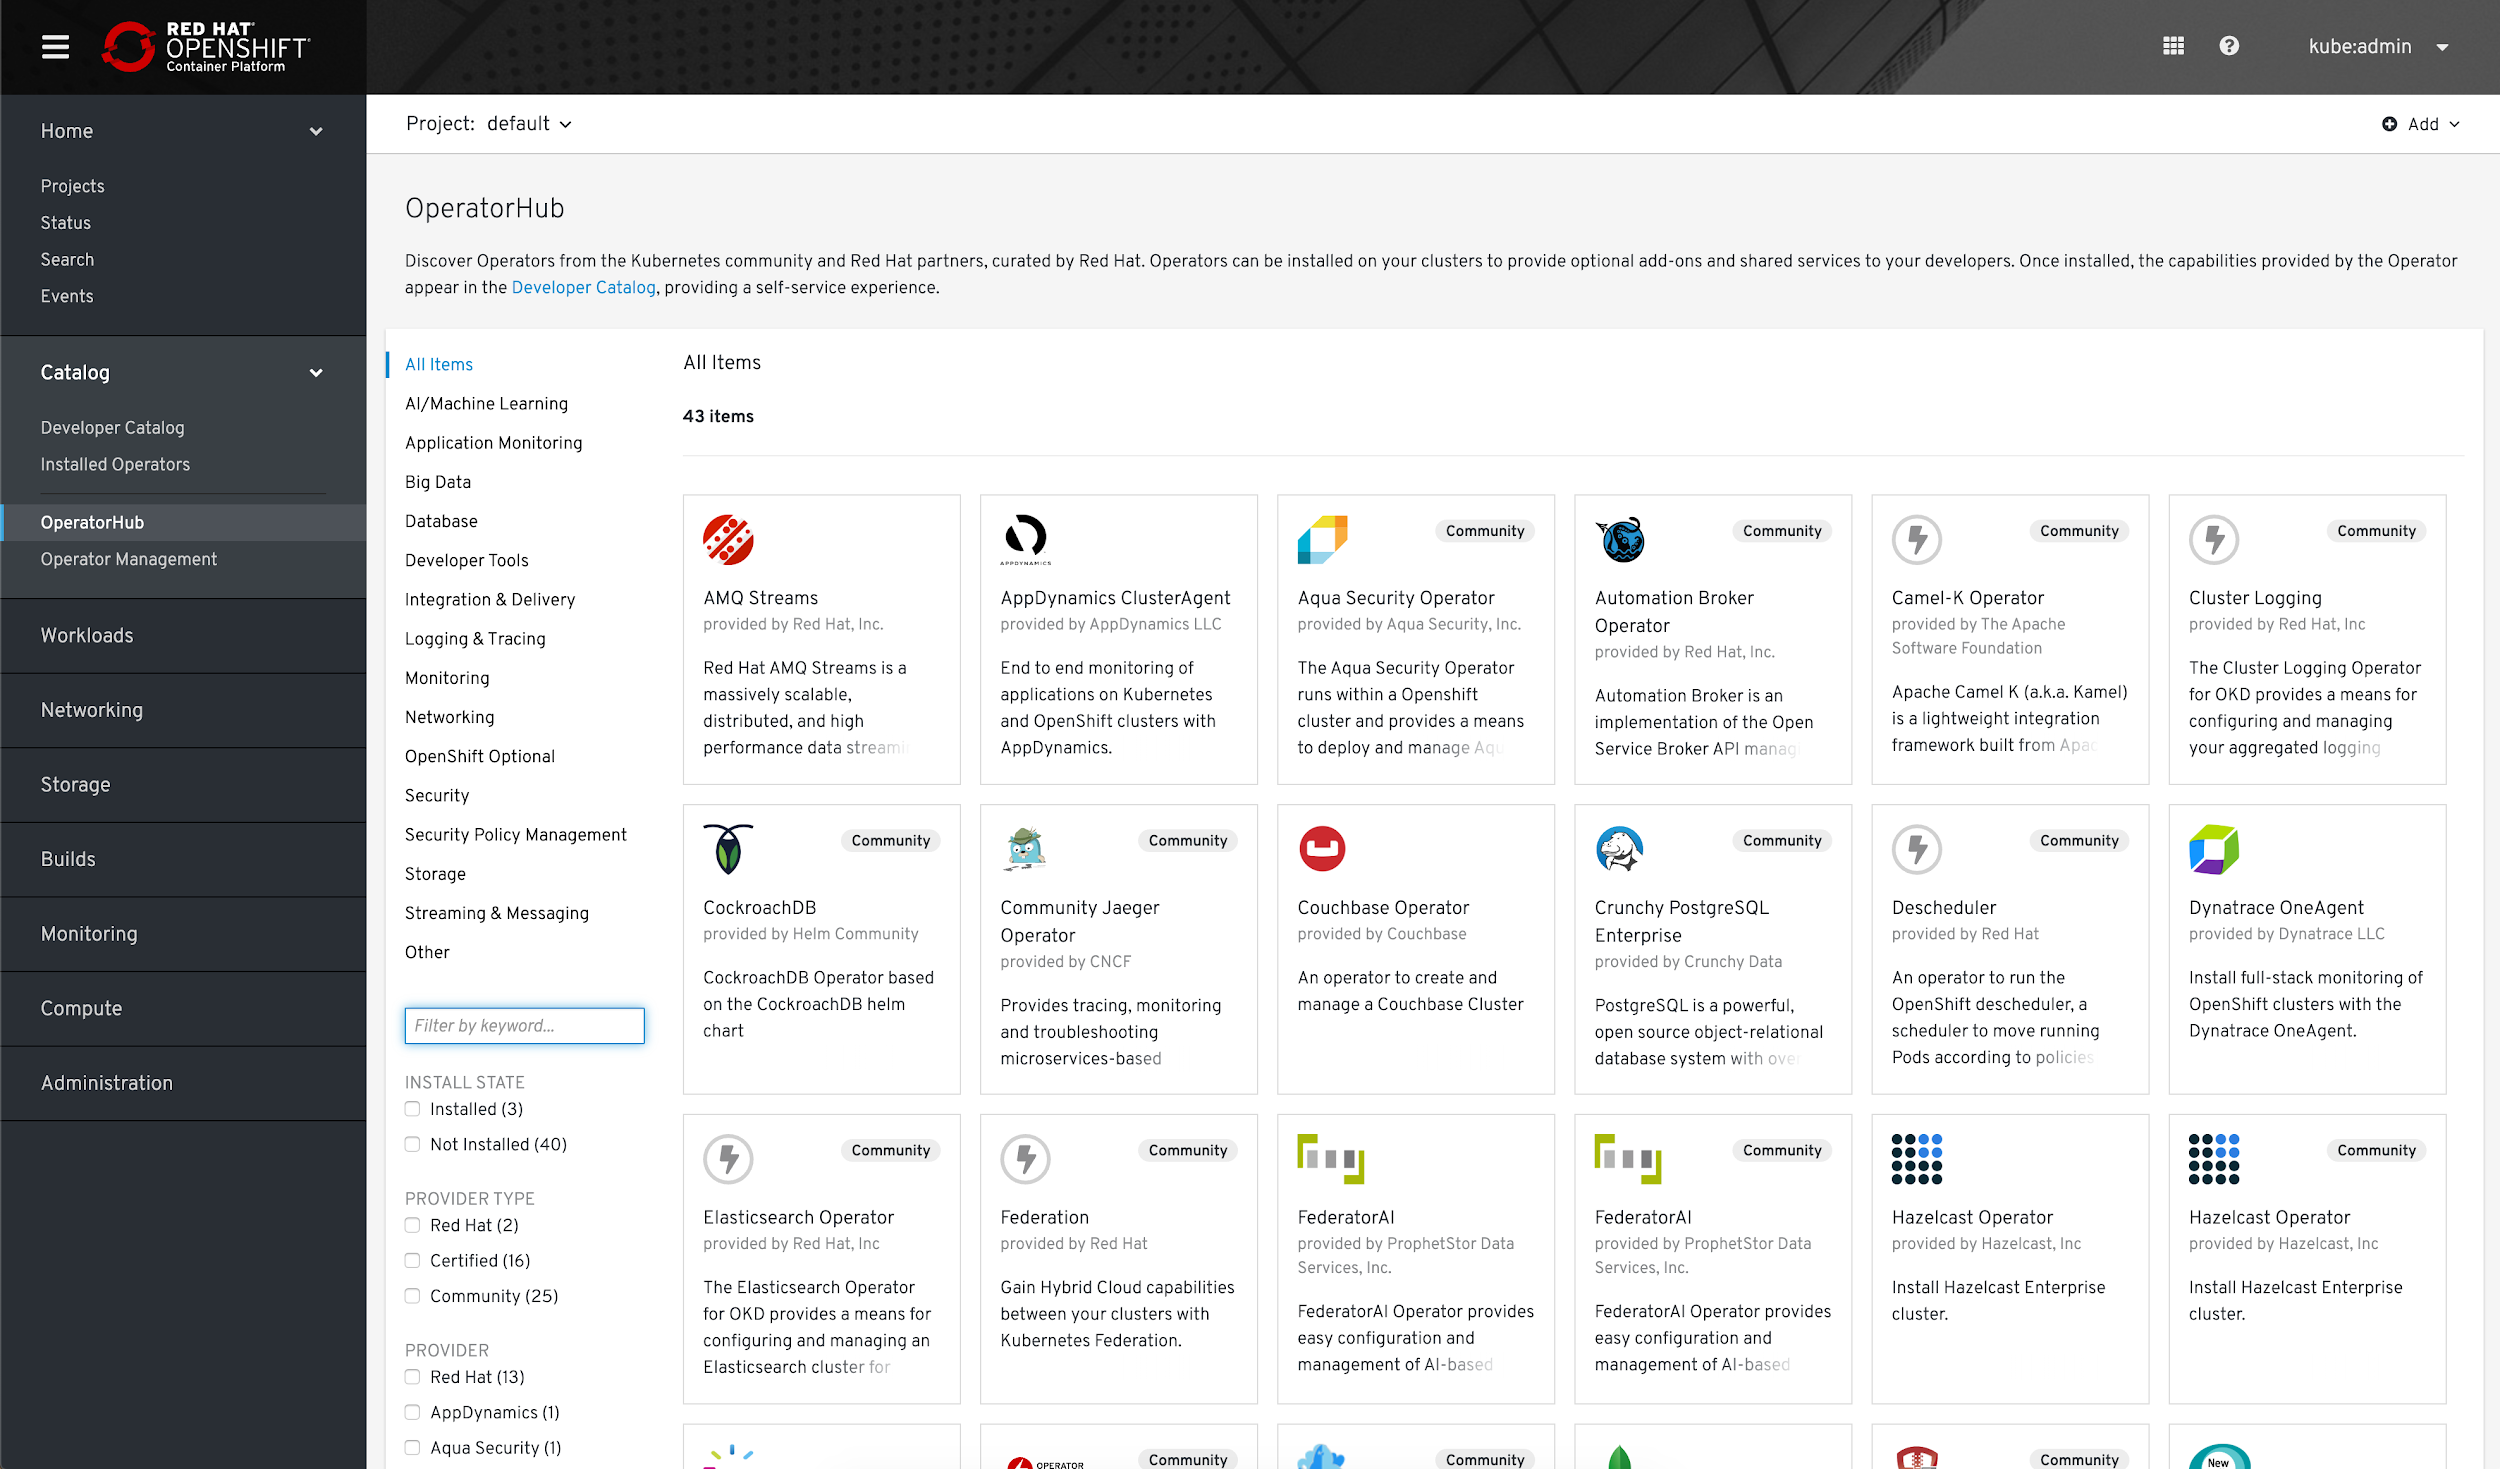 RED HAT®
OPENSHIFT®
Container Platform
kube:admin
Home
Projects
Status
Search
Events
Catalog
Developer Catalog
Installed Operators
OperatorHub
Operator Management
Workloads
Networking
Storage
Builds
Monitoring
Compute
Administration
Project: default
Add
OperatorHub
Discover Operators from the Kubernetes community and Red Hat partners, curated by Red Hat. Operators can be installed on your clusters to provide optional add-ons and shared services to your developers. Once installed, the capabilities provided by the Operator
appear in the Developer Catalog, providing a self-service experience.
All Items
AI/Machine Learning
Application Monitoring
Big Data
Database
Developer Tools
Integration & Delivery
Logging & Tracing
Monitoring
Networking
OpenShift Optional
Security
Security Policy Management
Storage
Streaming & Messaging
Other
Filter by keyword...
INSTALL STATE
Installed (3)
Not Installed (40)
PROVIDER TYPE
Red Hat (2)
Certified (16)
Community (25)
PROVIDER
Red Hat (13)
AppDynamics (1)
Aqua Security (1)
All Items
43 items
AMQ Streams
provided by Red Hat, Inc.
Red Hat AMQ Streams is a
massively scalable,
distributed, and high
performance data streami
APPDYNAMICS
AppDynamics ClusterAgent
provided by AppDynamics LLC
End to end monitoring of
applications on Kubernetes
and OpenShift clusters with
AppDynamics.
Community
Aqua Security Operator
provided by Aqua Security, Inc.
The Aqua Security Operator
runs within a Openshift
cluster and provides a means
to deploy and manage Aqu
Community
Automation Broker
Operator
provided by Red Hat, Inc.
Automation Broker is an
implementation of the Open
Service Broker API manag
Community
Camel-K Operator
provided by The Apache
Software Foundation
Apache Camel K (a.k.a. Kamel)
is a lightweight integration
framework built from Apac
Community
Cluster Logging
provided by Red Hat, Inc
The Cluster Logging Operator
for OKD provides a means for
configuring and managing
your aggregated logging
Community
CockroachDB
provided by Helm Community
CockroachDB Operator based
on the CockroachDB helm
chart
Community
Community Jaeger
Operator
provided by CNCF
Provides tracing, monitoring
and troubleshooting
microservices-based
Couchbase Operator
provided by Couchbase
An operator to create and
manage a Couchbase Cluster
Community
Crunchy PostgreSQL
Enterprise
provided by Crunchy Data
PostgreSQL is a powerful,
open source object-relational
database system with over
Community
Descheduler
provided by Red Hat
An operator to run the
OpenShift descheduler, a
scheduler to move running
Pods according to policies
Dynatrace OneAgent
provided by Dynatrace LLC
Install full-stack monitoring of
OpenShift clusters with the
Dynatrace OneAgent.
Community
Elasticsearch Operator
provided by Red Hat, Inc
The Elasticsearch Operator
for OKD provides a means for
configuring and managing an
Elasticsearch cluster for
Community
Federation
provided by Red Hat
Gain Hybrid Cloud capabilities
between your clusters with
Kubernetes Federation.
FederatorAI
provided by ProphetStor Data
Services, Inc.
FederatorAI Operator provides
easy configuration and
management of AI-based
Community
FederatorAI
provided by ProphetStor Data
Services, Inc.
FederatorAI Operator provides
easy configuration and
management of AI-based
Hazelcast Operator
provided by Hazelcast, Inc
Install Hazelcast Enterprise
cluster.
Community
Hazelcast Operator
provided by Hazelcast, Inc
Install Hazelcast Enterprise
cluster.
OPERATOR
Community
Community
Community
New